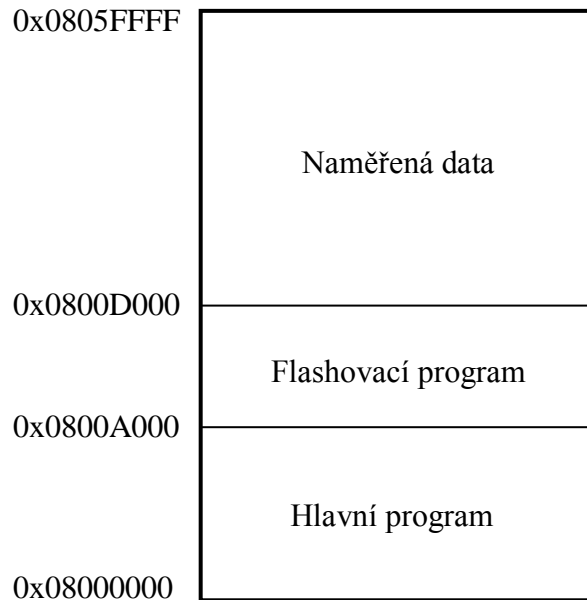 0x0805FFFF
Naměřená data
0x0800D000
Flashovací program
0x0800A000
Hlavní program
0x08000000